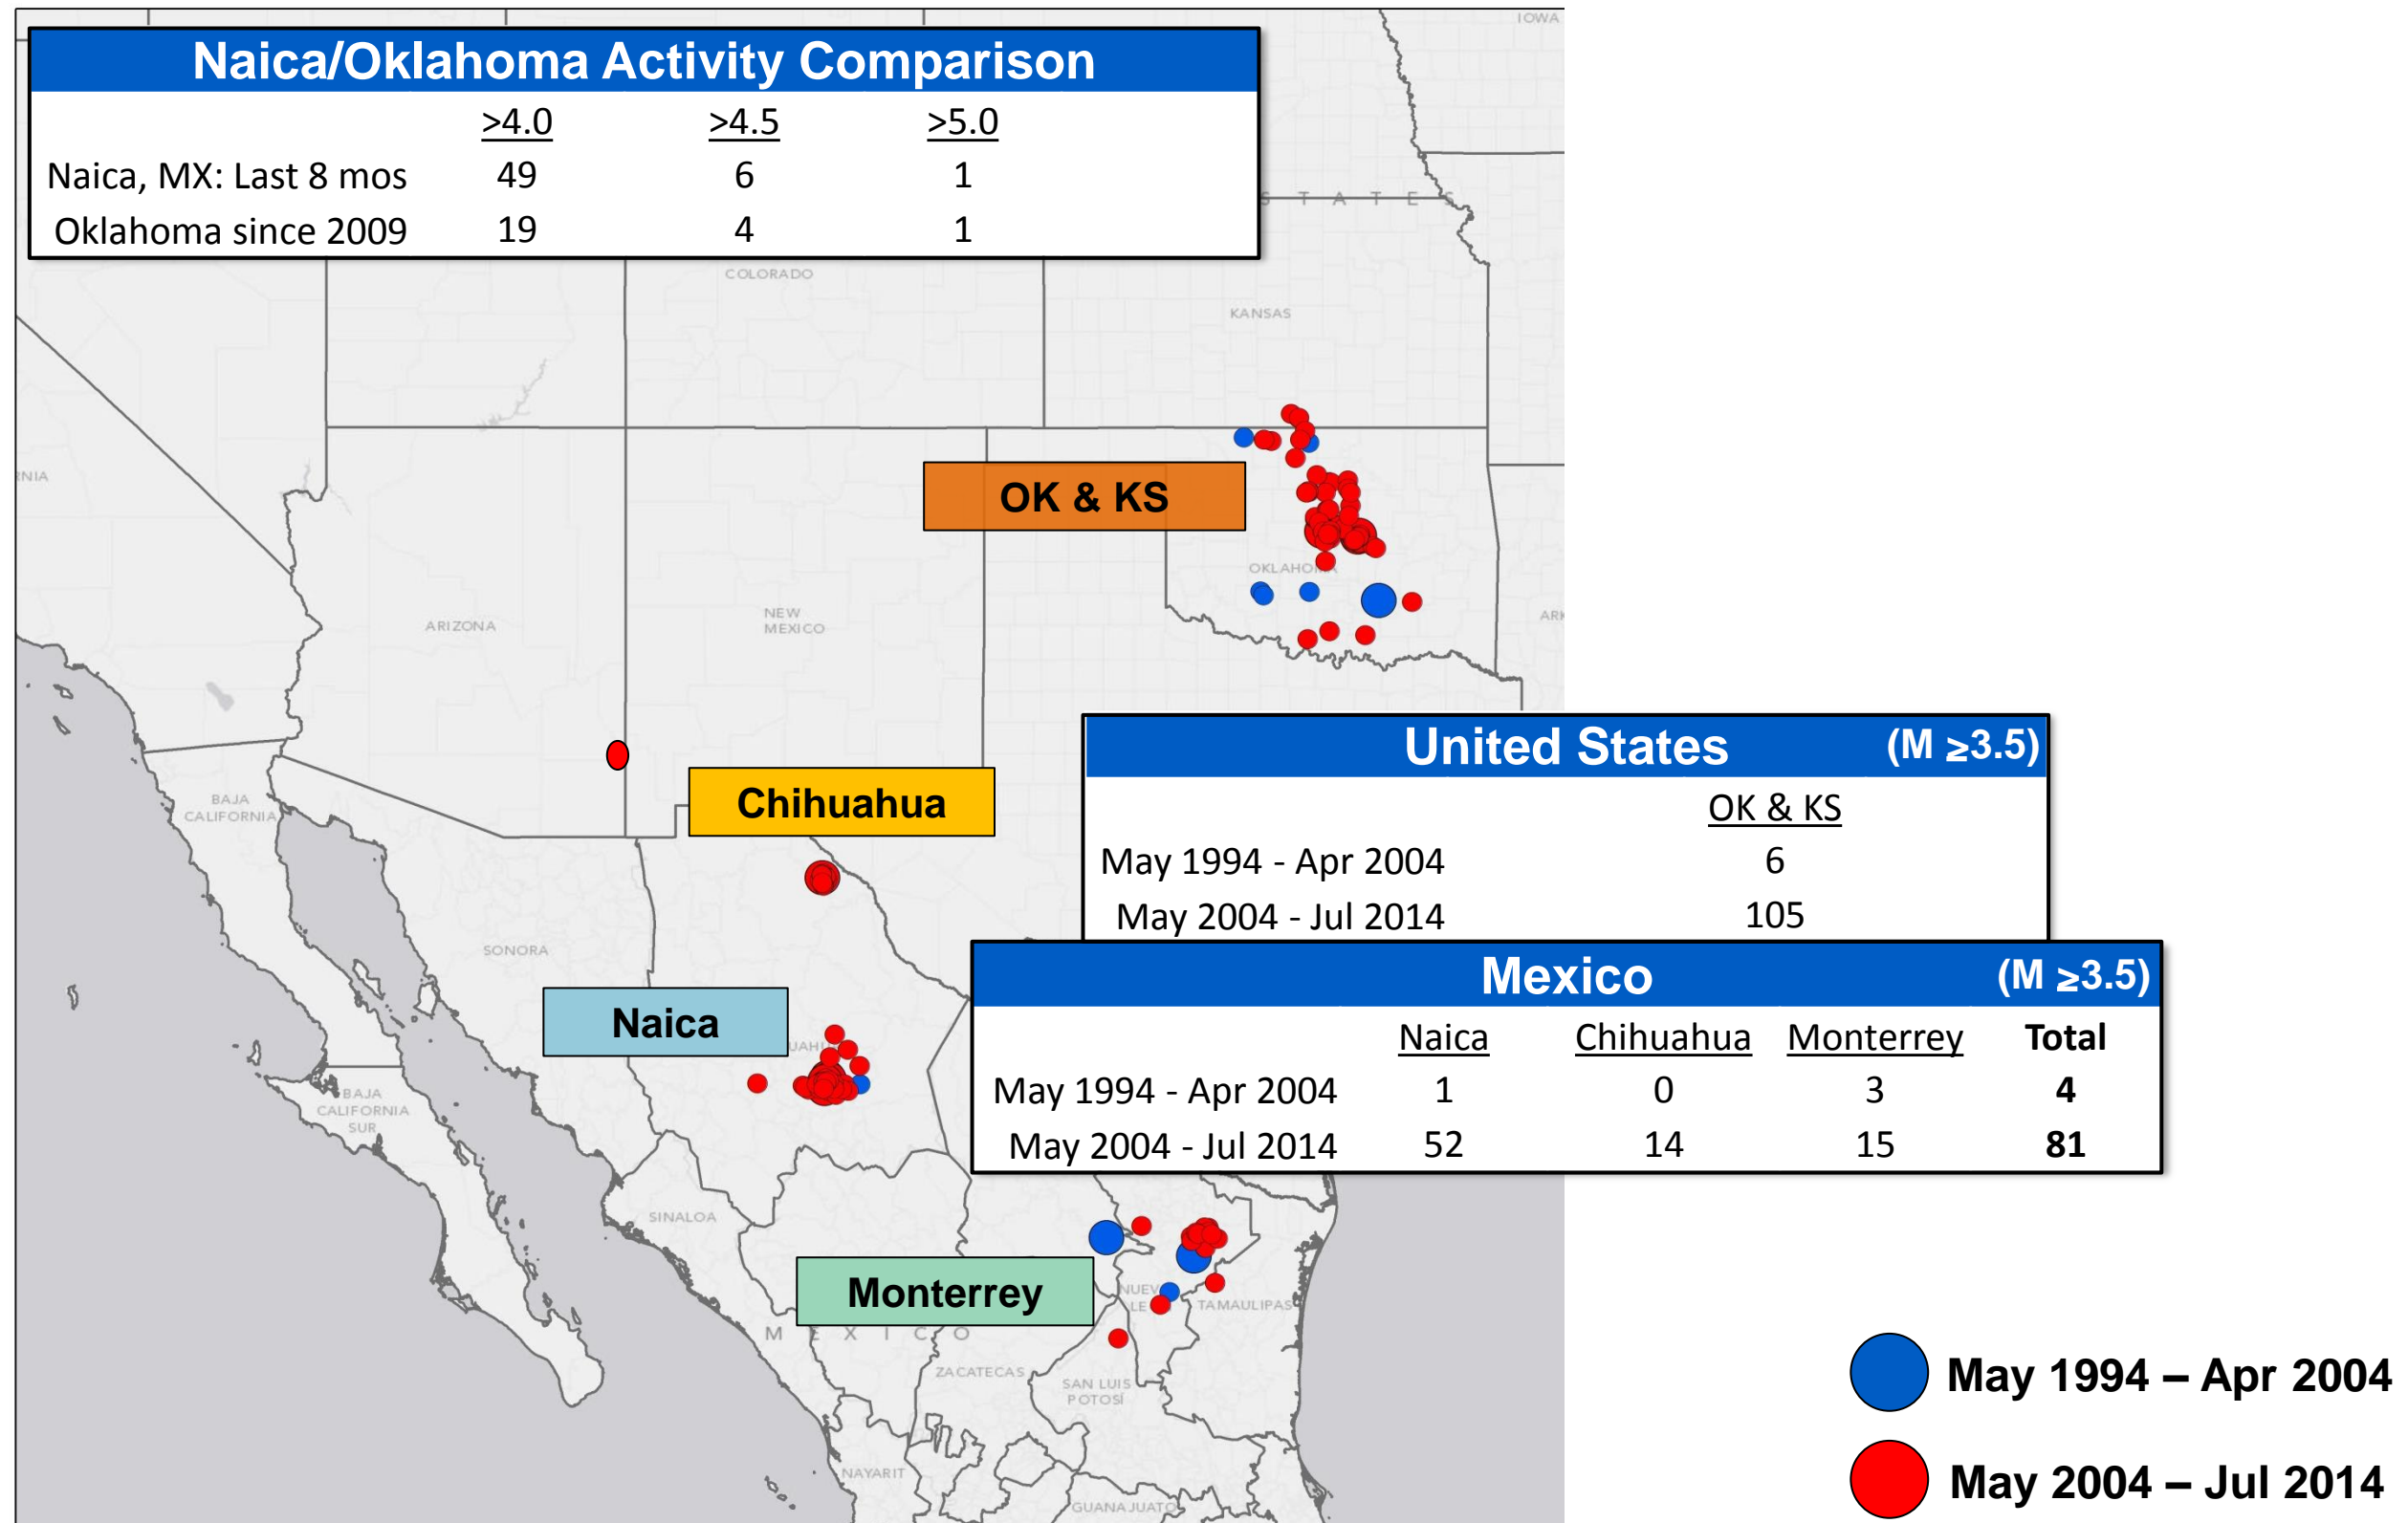 IOWA
Naica/Oklahoma Activity Comparison
>4.0 >4.5 >5.0
Naica, MX: Last 8 mos 49 6 1
Oklahoma since 2009 19 4 1
STATES
COLORADO
KANSAS
OK & KS
OKLAHOMA
ARIZONA
NEW
MEXICO
Chihuahua
BAJA
CALIFORNIA
United States (M ≥3.5)
OK & KS
May 1994 - Apr 2004 6
May 2004 - Jul 2014 105
SONORA
Naica
Mexico (M ≥3.5)
Naica Chihuahua Monterrey Total
May 1994 - Apr 2004 1 0 3 4
May 2004 - Jul 2014 52 14 15 81
BAJA
CALIFORNIA
SUR
SINALOA
Monterrey
TAMAULIPAS
MEXICO
ZACATECAS
SAN LUIS
POTOSÍ
NAYARIT
GUANAJUATO
May 1994 – Apr 2004
May 2004 – Jul 2014